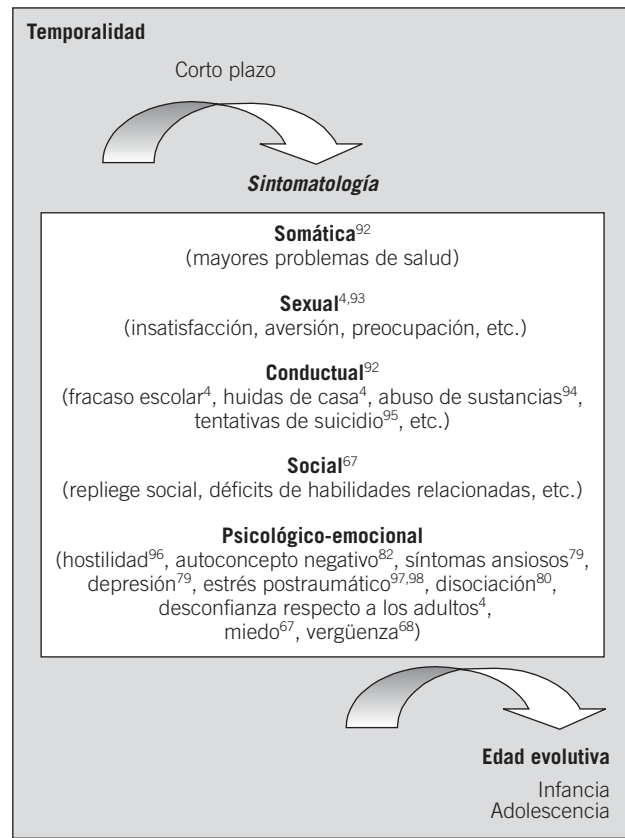 Temporalidad
Corto plazo
Sintomatología
Somática92
(mayores problemas de salud)
Sexual4,93
(insatisfacción, aversión, preocupación, etc.)
Conductual92
(fracaso escolar4, huidas de casa4, abuso de sustancias94,
tentativas de suicidio95, etc.)
Social67
(repliege social, déficits de habilidades relacionadas, etc.)
Psicológico-emocional
(hostilidad96, autoconcepto negativo82, síntomas ansiosos79,
depresión79, estrés postraumático97,98, disociación80,
desconfianza respecto a los adultos4,
miedo67, vergüenza68)
Edad evolutiva
Infancia
Adolescencia